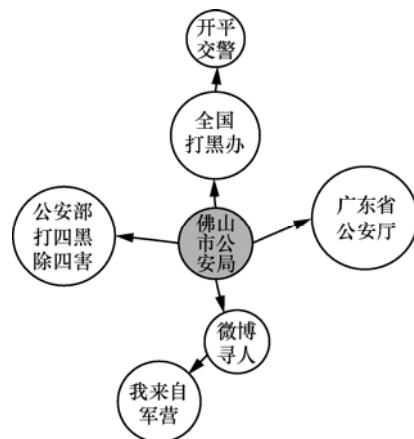 开平
交警
全国
打黑办
公安部
打四黑
除四害
佛山
市公
安局
广东省
公安厅
微博
寻人
我来自
军营